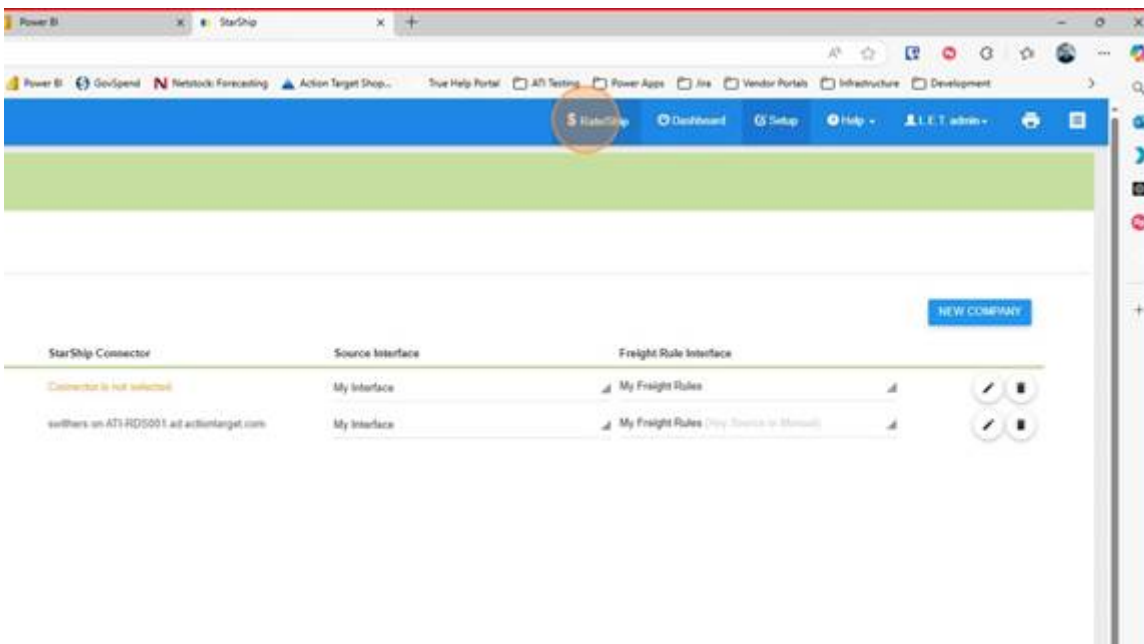 Power BI StarShip
Power BI GovSpend Netstock Forecasting Action Target Shop... True Help Portal ATI Testing Power Apps Jira Vendor Portals Infrastructure Development
$ Rate/Ship Dashboard Setup Help L.E.T. admin
NEW COMPANY
StarShip Connector Source Interface Freight Rule Interface
Connector is not selected My Interface My Freight Rules
swithers on ATI-RDS001.ad.actiontarget.com My Interface My Freight Rules